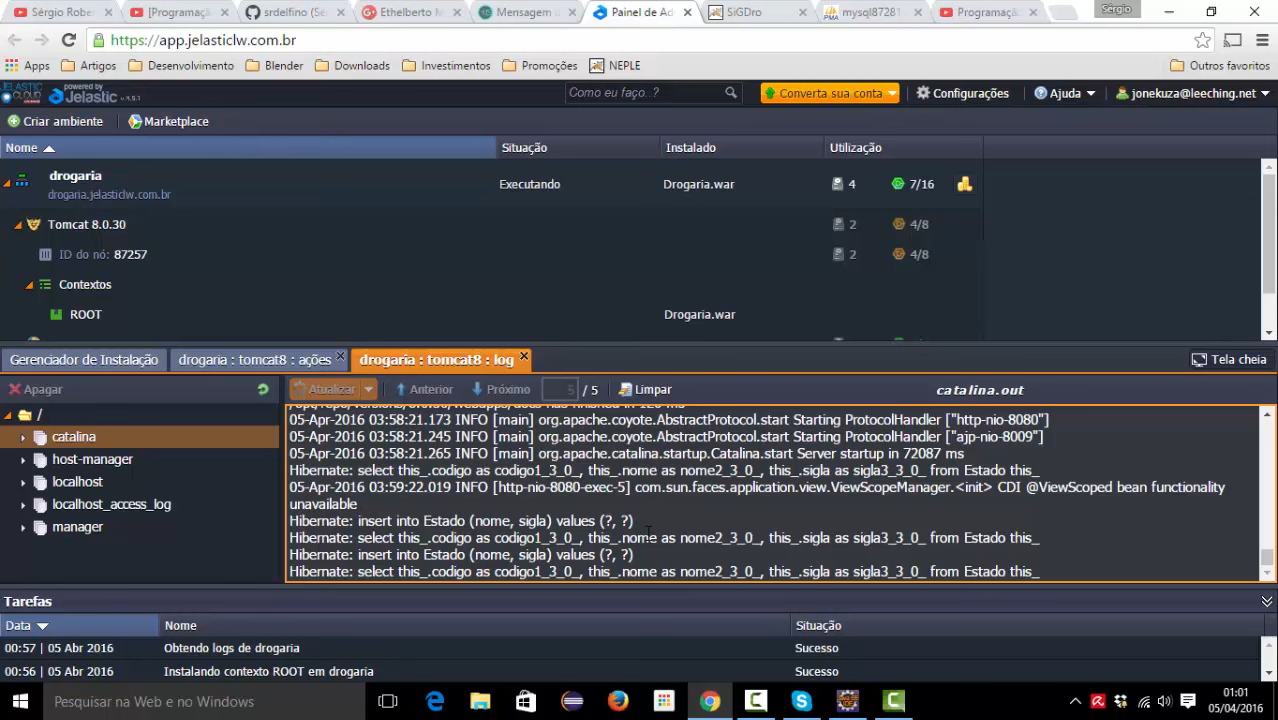 Sérgio Rober
[Programação
srdelfino (Sé
Ethelberto M
Mensagem d
Painel de Ad
SiGDro
mysql87281
Programação
Sérgio
https://app.jelasticlw.com.br
Apps
Artigos
Desenvolvimento
Blender
Downloads
Investimentos
Promoções
NEPLE
Outros favoritos
JELASTIC
CLOUD
powered by
Jelastic v 4.5.1
Como eu faço..?
Converta sua conta
Configurações
Ajuda
jonekuza@leeching.net
Criar ambiente
Marketplace
Nome
Situação
Instalado
Utilização
drogaria
drogaria.jelasticlw.com.br
Executando
Drogaria.war
4
7/16
Tomcat 8.0.30
2
4/8
ID do nó: 87257
2
4/8
Contextos
ROOT
Drogaria.war
Gerenciador de Instalação
drogaria : tomcat8 : ações
drogaria : tomcat8 : log
Tela cheia
Apagar
Atualizar
Anterior
Próximo
5
/ 5
Limpar
catalina.out
/
catalina
host-manager
localhost
localhost_access_log
manager
05-Apr-2016 03:58:21.173 INFO [main] org.apache.coyote.AbstractProtocol.start Starting ProtocolHandler ["http-nio-8080"]
05-Apr-2016 03:58:21.245 INFO [main] org.apache.coyote.AbstractProtocol.start Starting ProtocolHandler ["ajp-nio-8009"]
05-Apr-2016 03:58:21.265 INFO [main] org.apache.catalina.startup.Catalina.start Server startup in 72087 ms
Hibernate: select this_.codigo as codigo1_3_0_, this_.nome as nome2_3_0_, this_.sigla as sigla3_3_0_ from Estado this_
05-Apr-2016 03:59:22.019 INFO [http-nio-8080-exec-5] com.sun.faces.application.view.ViewScopeManager.<init> CDI @ViewScoped bean functionality
unavailable
Hibernate: insert into Estado (nome, sigla) values (?, ?)
Hibernate: select this_.codigo as codigo1_3_0_, this_.nome as nome2_3_0_, this_.sigla as sigla3_3_0_ from Estado this_
Hibernate: insert into Estado (nome, sigla) values (?, ?)
Hibernate: select this_.codigo as codigo1_3_0_, this_.nome as nome2_3_0_, this_.sigla as sigla3_3_0_ from Estado this_
Tarefas
Data
Nome
Situação
00:57 | 05 Abr 2016
Obtendo logs de drogaria
Sucesso
00:56 | 05 Abr 2016
Instalando contexto ROOT em drogaria
Sucesso
Pesquisar na Web e no Windows
01:01
05/04/2016